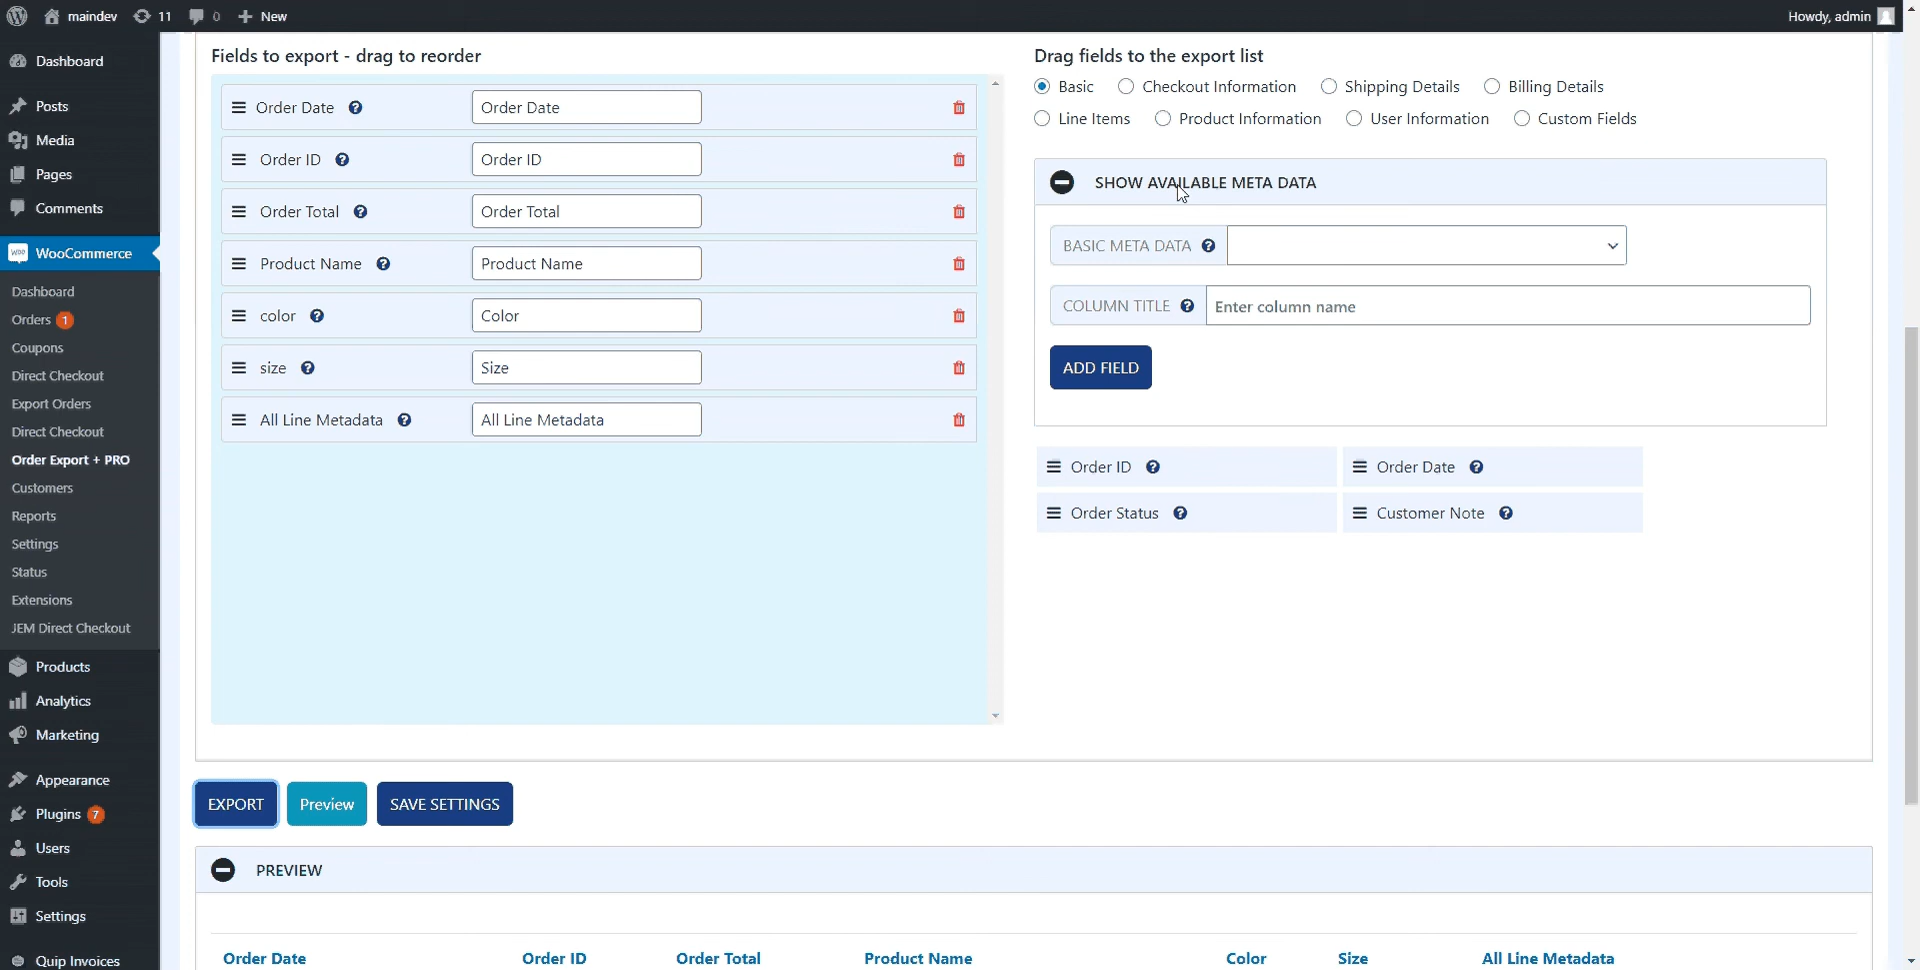 maindev 11 0 New
Howdy, admin
Dashboard
Posts
Media
Pages
Comments
WooCommerce
Dashboard
Orders 1
Coupons
Direct Checkout
Export Orders
Direct Checkout
Order Export + PRO
Customers
Reports
Settings
Status
Extensions
JEM Direct Checkout
Products
Analytics
Marketing
Appearance
Plugins 7
Users
Tools
Settings
Quip Invoices
Fields to export - drag to reorder
Order Date ? Order Date
Order ID ? Order ID
Order Total ? Order Total
Product Name ? Product Name
color ? Color
size ? Size
All Line Metadata ? All Line Metadata
Drag fields to the export list
Basic Checkout Information Shipping Details Billing Details
Line Items Product Information User Information Custom Fields
SHOW AVAILABLE META DATA
BASIC META DATA ?
COLUMN TITLE ? Enter column name
ADD FIELD
Order ID ? Order Date ?
Order Status ? Customer Note ?
EXPORT Preview SAVE SETTINGS
PREVIEW
Order Date Order ID Order Total Product Name Color Size All Line Metadata